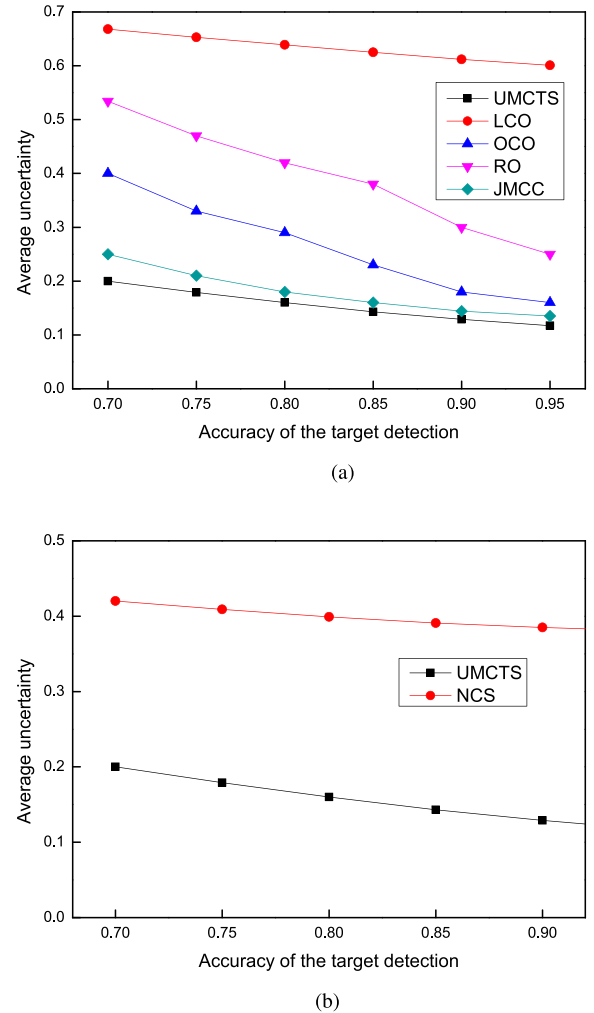 0.7
0.6
0.5
0.4
0.3
0.2
0.1
0.0
Average uncertainty
UMCTS
LCO
OCO
RO
JMCC
0.70 0.75 0.80 0.85 0.90 0.95
Accuracy of the target detection
(a)
0.5
0.4
0.3
0.2
0.1
0.0
Average uncertainty
UMCTS
NCS
0.70 0.75 0.80 0.85 0.90
Accuracy of the target detection
(b)